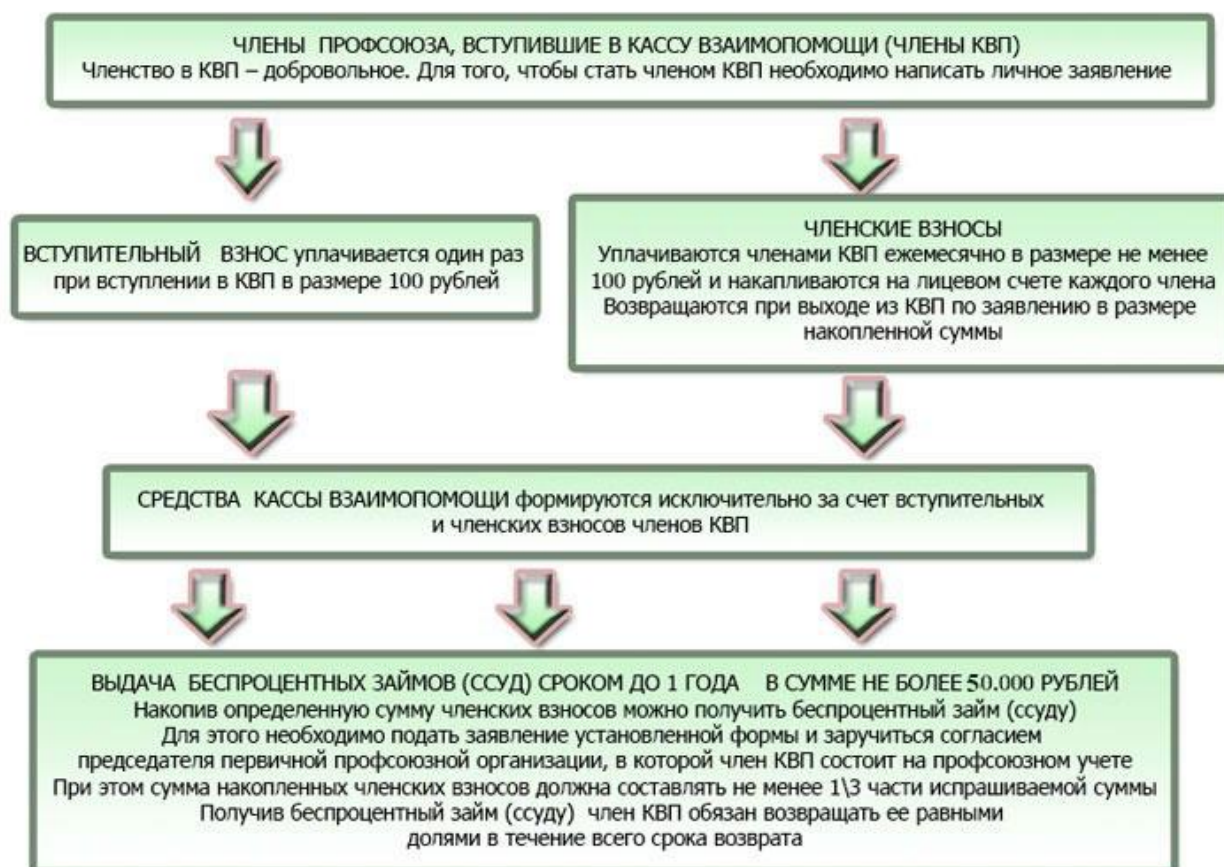 ЧЛЕНЫ ПРОФСОЮЗА, ВСТУПИВШИЕ В КАССУ ВЗАИМОПОМОЩИ (ЧЛЕНЫ КВП)
Членство в КВП – добровольное. Для того, чтобы стать членом КВП необходимо написать личное заявление
ВСТУПИТЕЛЬНЫЙ ВЗНОС уплачивается один раз
при вступлении в КВП в размере 100 рублей
ЧЛЕНСКИЕ ВЗНОСЫ
Уплачиваются членами КВП ежемесячно в размере не менее
100 рублей и накапливаются на лицевом счете каждого члена
Возвращаются при выходе из КВП по заявлению в размере
накопленной суммы
СРЕДСТВА КАССЫ ВЗАИМОПОМОЩИ формируются исключительно за счет вступительных
и членских взносов членов КВП
ВЫДАЧА БЕСПРОЦЕНТНЫХ ЗАЙМОВ (ССУД) СРОКОМ ДО 1 ГОДА В СУММЕ НЕ БОЛЕЕ 50.000 РУБЛЕЙ
Накопив определенную сумму членских взносов можно получить беспроцентный займ (ссуду)
Для этого необходимо подать заявление установленной формы и заручиться согласием
председателя первичной профсоюзной организации, в которой член КВП состоит на профсоюзном учете
При этом сумма накопленных членских взносов должна составлять не менее 1\3 части испрашиваемой суммы
Получив беспроцентный займ (ссуду) член КВП обязан возвращать ее равными
долями в течение всего срока возврата